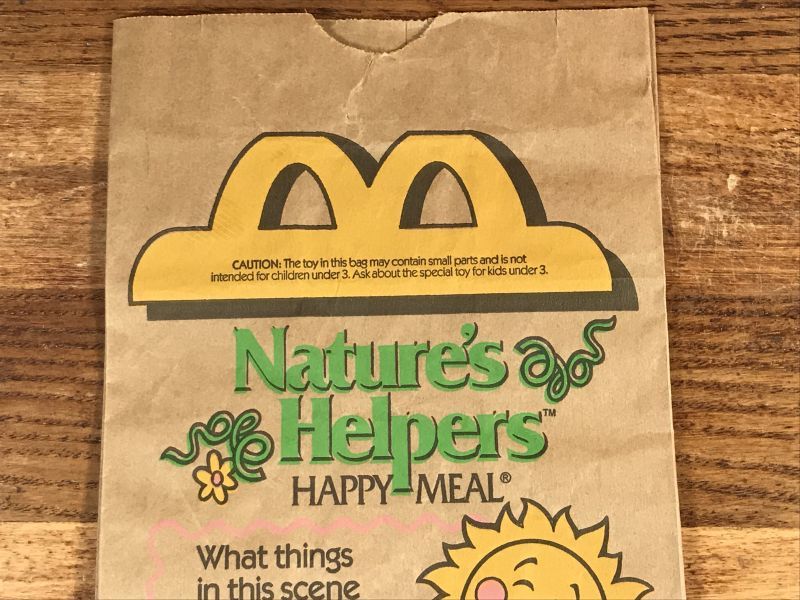 CAUTION: The toy in this bag may contain small parts and is not
intended for children under 3. Ask about the special toy for kids under 3.
Nature's
Helpers™
HAPPY MEAL®
What things
in this scene